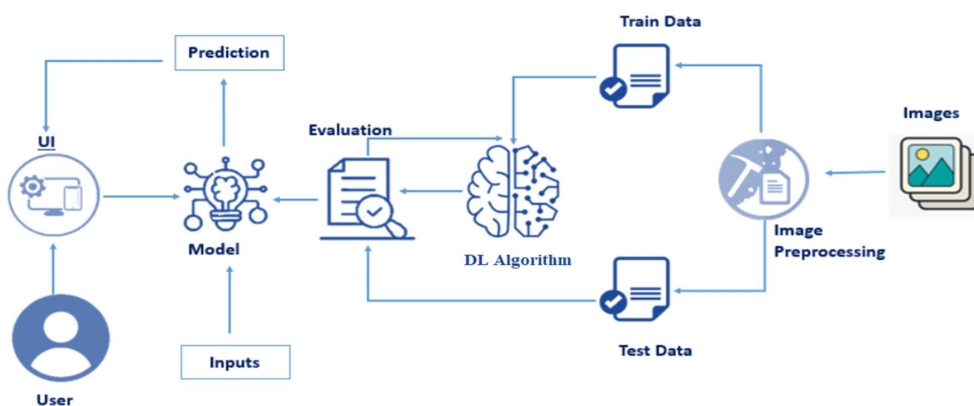 Train Data
Prediction
Images
Evaluation
UI
Image
Preprocessing
Model
DL Algorithm
Test Data
Inputs
User